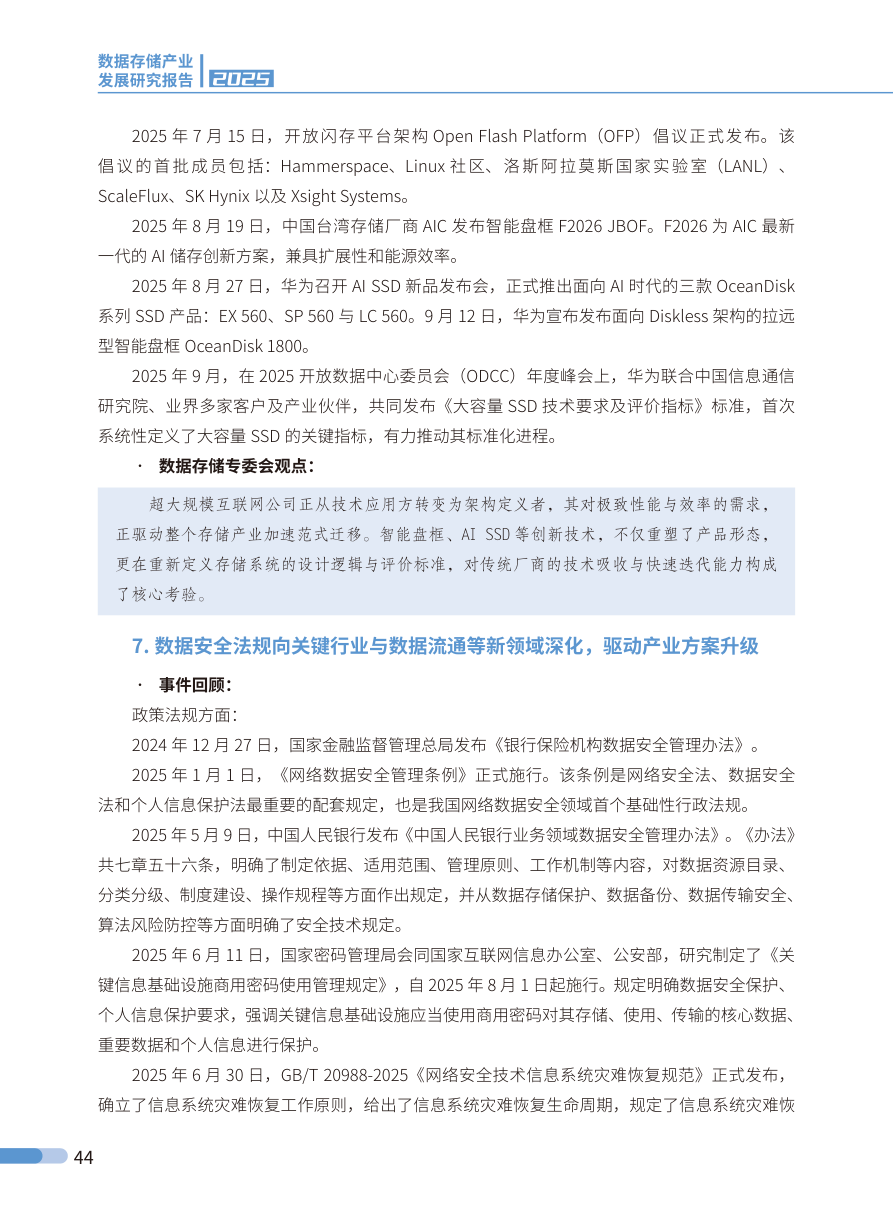 数据存储产业
发展研究报告 2025
2025 年 7 月 15 日，开放闪存平台架构 Open Flash Platform（OFP）倡议正式发布。该
倡议的首批成员包括：Hammerspace、Linux 社区、洛斯阿拉莫斯国家实验室（LANL）、
ScaleFlux、SK Hynix 以及 Xsight Systems。
2025 年 8 月 19 日，中国台湾存储厂商 AIC 发布智能盘框 F2026 JBOF。F2026 为 AIC 最新
一代的 AI 储存创新方案，兼具扩展性和能源效率。
2025 年 8 月 27 日，华为召开 AI SSD 新品发布会，正式推出面向 AI 时代的三款 OceanDisk
系列 SSD 产品：EX 560、SP 560 与 LC 560。9 月 12 日，华为宣布发布面向 Diskless 架构的拉远
型智能盘框 OceanDisk 1800。
2025 年 9 月，在 2025 开放数据中心委员会（ODCC）年度峰会上，华为联合中国信息通信
研究院、业界多家客户及产业伙伴，共同发布《大容量 SSD 技术要求及评价指标》标准，首次
系统性定义了大容量 SSD 的关键指标，有力推动其标准化进程。
· 数据存储专委会观点：
超大规模互联网公司正从技术应用方转变为架构定义者，其对极致性能与效率的需求，
正驱动整个存储产业加速范式迁移。智能盘框、AI SSD 等创新技术，不仅重塑了产品形态，
更在重新定义存储系统的设计逻辑与评价标准，对传统厂商的技术吸收与快速迭代能力构成
了核心考验。
7. 数据安全法规向关键行业与数据流通等新领域深化，驱动产业方案升级
· 事件回顾：
政策法规方面：
2024 年 12 月 27 日，国家金融监督管理总局发布《银行保险机构数据安全管理办法》。
2025 年 1 月 1 日，《网络数据安全管理条例》正式施行。该条例是网络安全法、数据安全
法和个人信息保护法最重要的配套规定，也是我国网络数据安全领域首个基础性行政法规。
2025 年 5 月 9 日，中国人民银行发布《中国人民银行业务领域数据安全管理办法》。《办法》
共七章五十六条，明确了制定依据、适用范围、管理原则、工作机制等内容，对数据资源目录、
分类分级、制度建设、操作规程等方面作出规定，并从数据存储保护、数据备份、数据传输安全、
算法风险防控等方面明确了安全技术规定。
2025 年 6 月 11 日，国家密码管理局会同国家互联网信息办公室、公安部，研究制定了《关
键信息基础设施商用密码使用管理规定》，自 2025 年 8 月 1 日起施行。规定明确数据安全保护、
个人信息保护要求，强调关键信息基础设施应当使用商用密码对其存储、使用、传输的核心数据、
重要数据和个人信息进行保护。
2025 年 6 月 30 日，GB/T 20988-2025《网络安全技术信息系统灾难恢复规范》正式发布，
确立了信息系统灾难恢复工作原则，给出了信息系统灾难恢复生命周期，规定了信息系统灾难恢
44